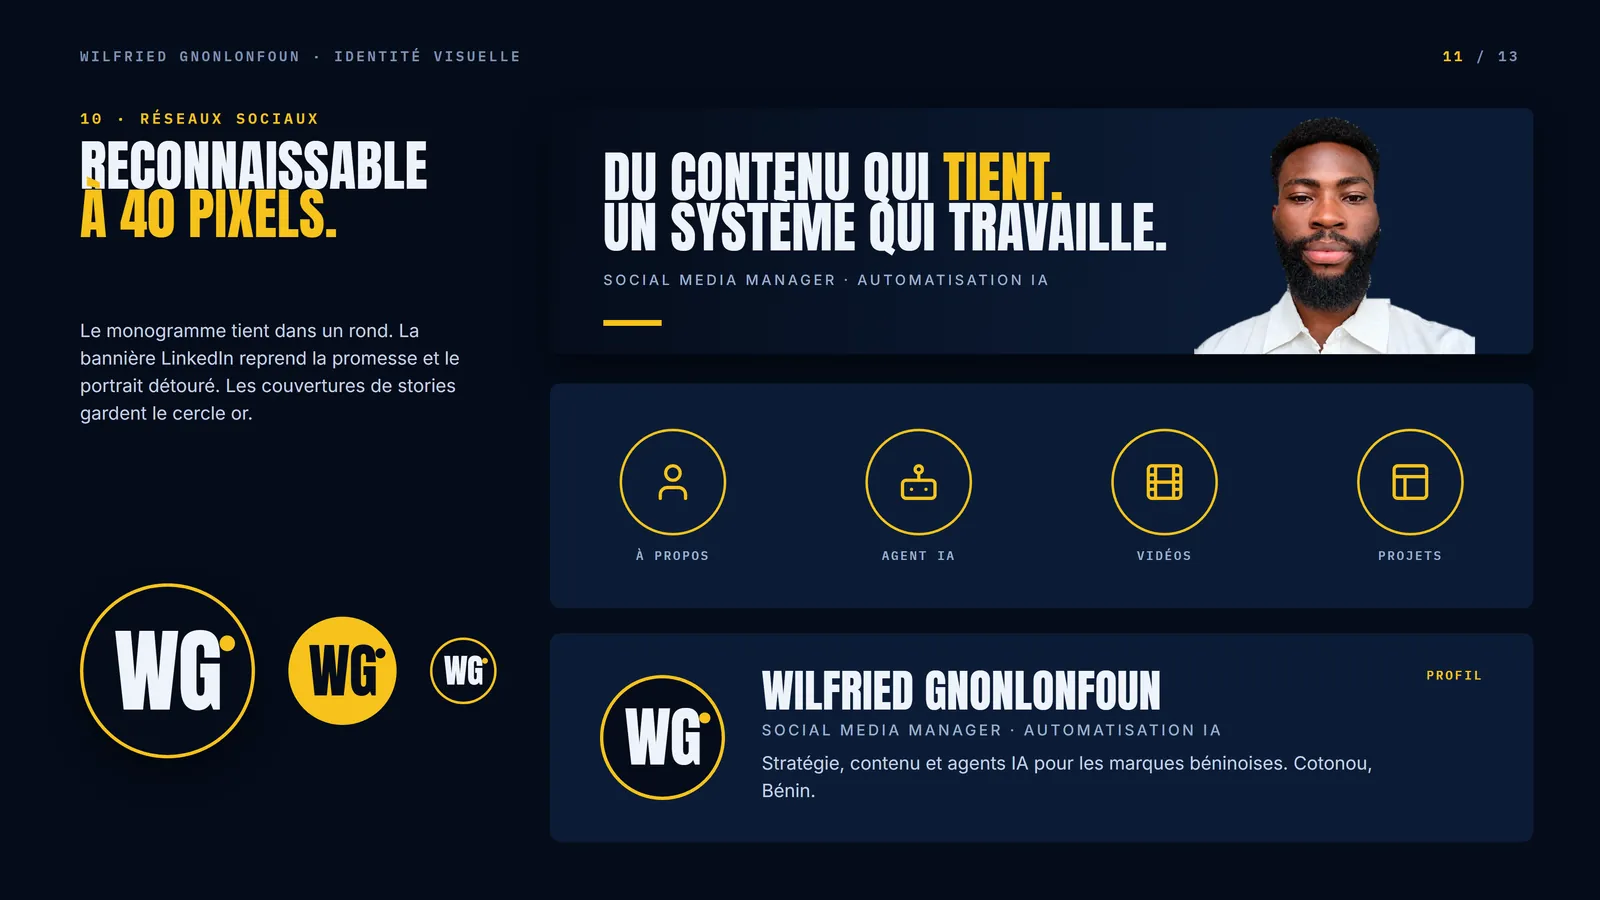 WILFRIED GNONLONFOUN · IDENTITÉ VISUELLE
11 / 13
10 · RÉSEAUX SOCIAUX
RECONNAISSABLE
À 40 PIXELS.
Le monogramme tient dans un rond. La
bannière LinkedIn reprend la promesse et le
portrait détouré. Les couvertures de stories
gardent le cercle or.
WG
WG
WG
DU CONTENU QUI TIENT.
UN SYSTÈME QUI TRAVAILLE.
SOCIAL MEDIA MANAGER · AUTOMATISATION IA
À PROPOS
AGENT IA
VIDÉOS
PROJETS
WG
WILFRIED GNONLONFOUN
PROFIL
SOCIAL MEDIA MANAGER · AUTOMATISATION IA
Stratégie, contenu et agents IA pour les marques béninoises. Cotonou,
Bénin.